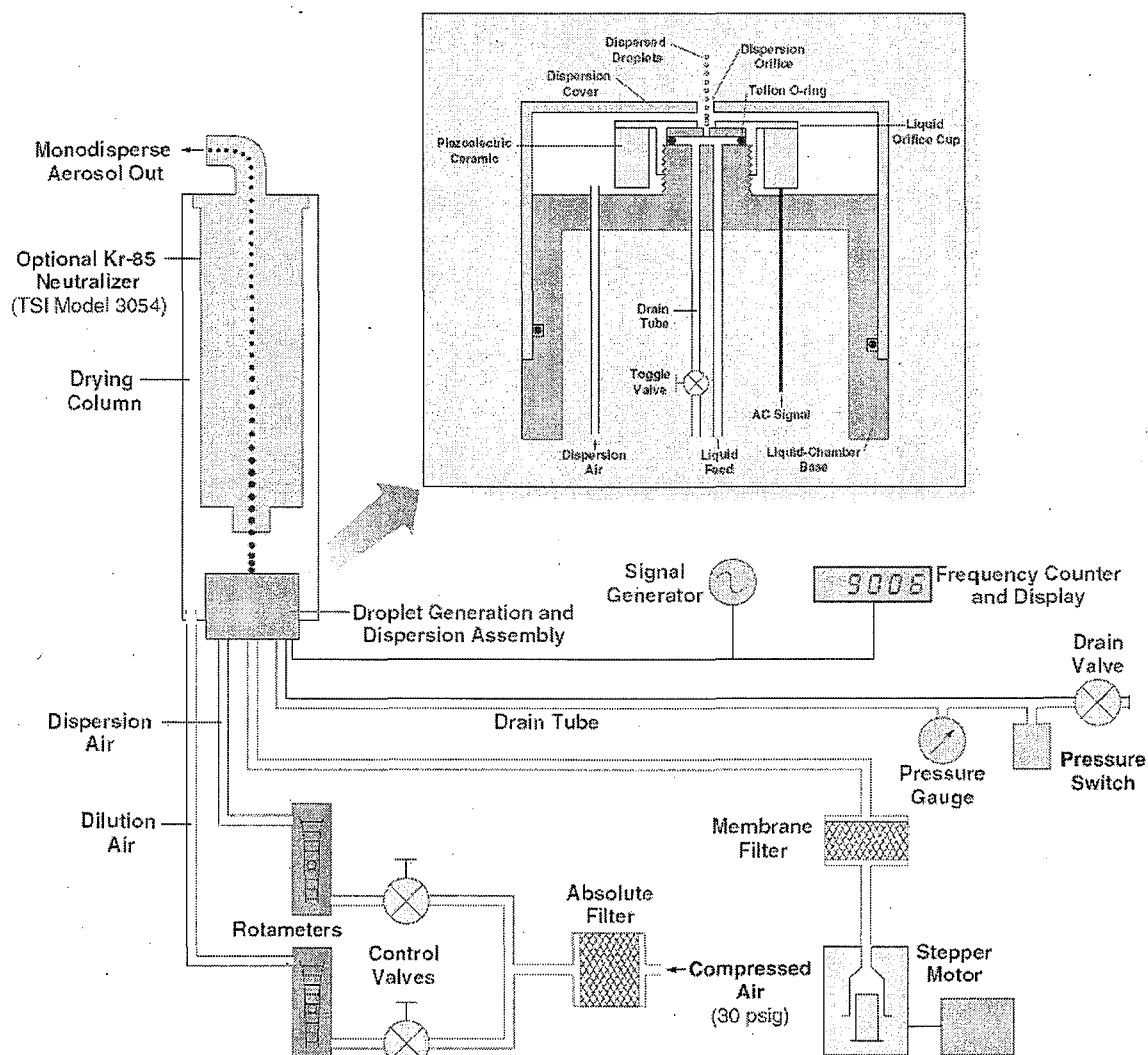 Dispersed
Droplets
Dispersion
Orifice
Dispersion
Cover
Teflon O-ring
Piezoelectric
Ceramic
Liquid
Orifice Cup
Drain
Tube
Toggle
Valve
AC Signal
Dispersion
Air
Liquid
Feed
Liquid-Chamber
Base
Monodisperse
Aerosol Out
Optional Kr-85
Neutralizer
(TSI Model 3054)
Drying
Column
Droplet Generation and
Dispersion Assembly
Signal
Generator
9006
Frequency Counter
and Display
Drain
Valve
Drain Tube
Dispersion
Air
Pressure
Gauge
Pressure
Switch
Dilution
Air
Membrane
Filter
Rotameters
Control
Valves
Absolute
Filter
Compressed
Air
(30 psig)
Stepper
Motor